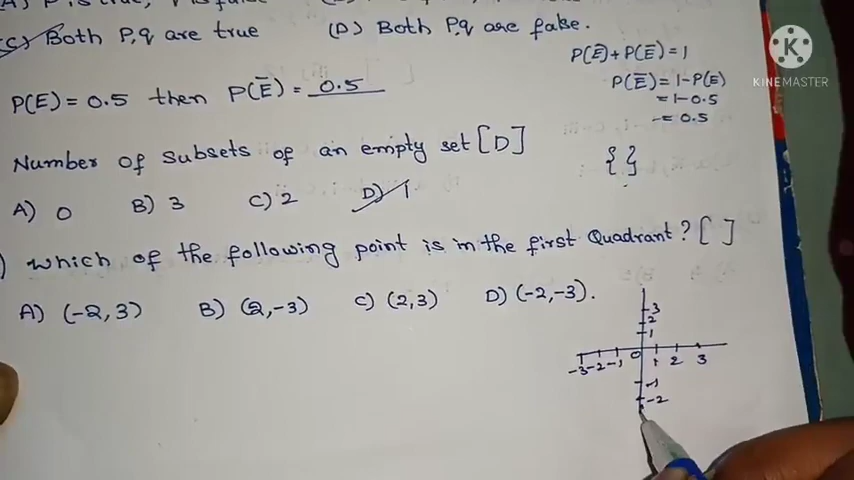 (C) Both P,q are true (D) Both P,q are false.
P(E) = 0.5 then P(Ē) = 0.5
P(Ē)+P(Ē) = 1
P(Ē) = 1-P(E)
= 1-0.5
= 0.5
Number of subsets of an empty set [D]
{ }
A) 0 B) 3 C) 2 D) 1
) which of the following point is in the first Quadrant? [ ]
A) (-2,3) B) (2,-3) C) (2,3) D) (-2,-3).
3
2
1
-3 -2 -1 0 1 2 3
-1
-2
KINEMASTER